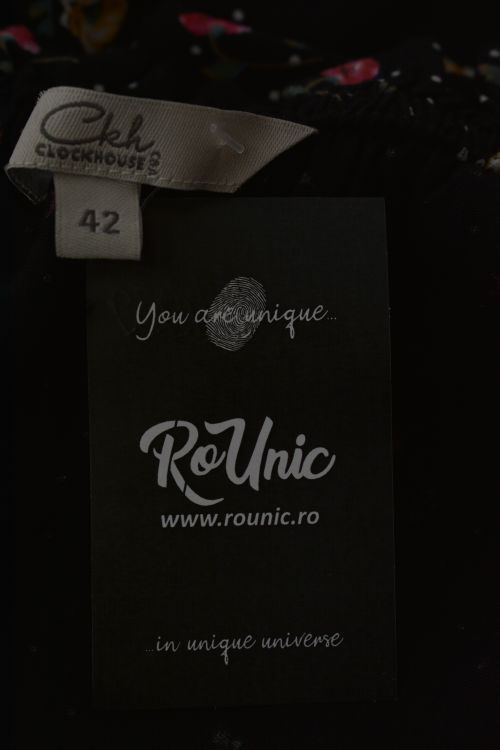 Ckh
CLOCKHOUSE
C&A
42
You are unique...
RoUnic
www.rounic.ro
...in unique universe